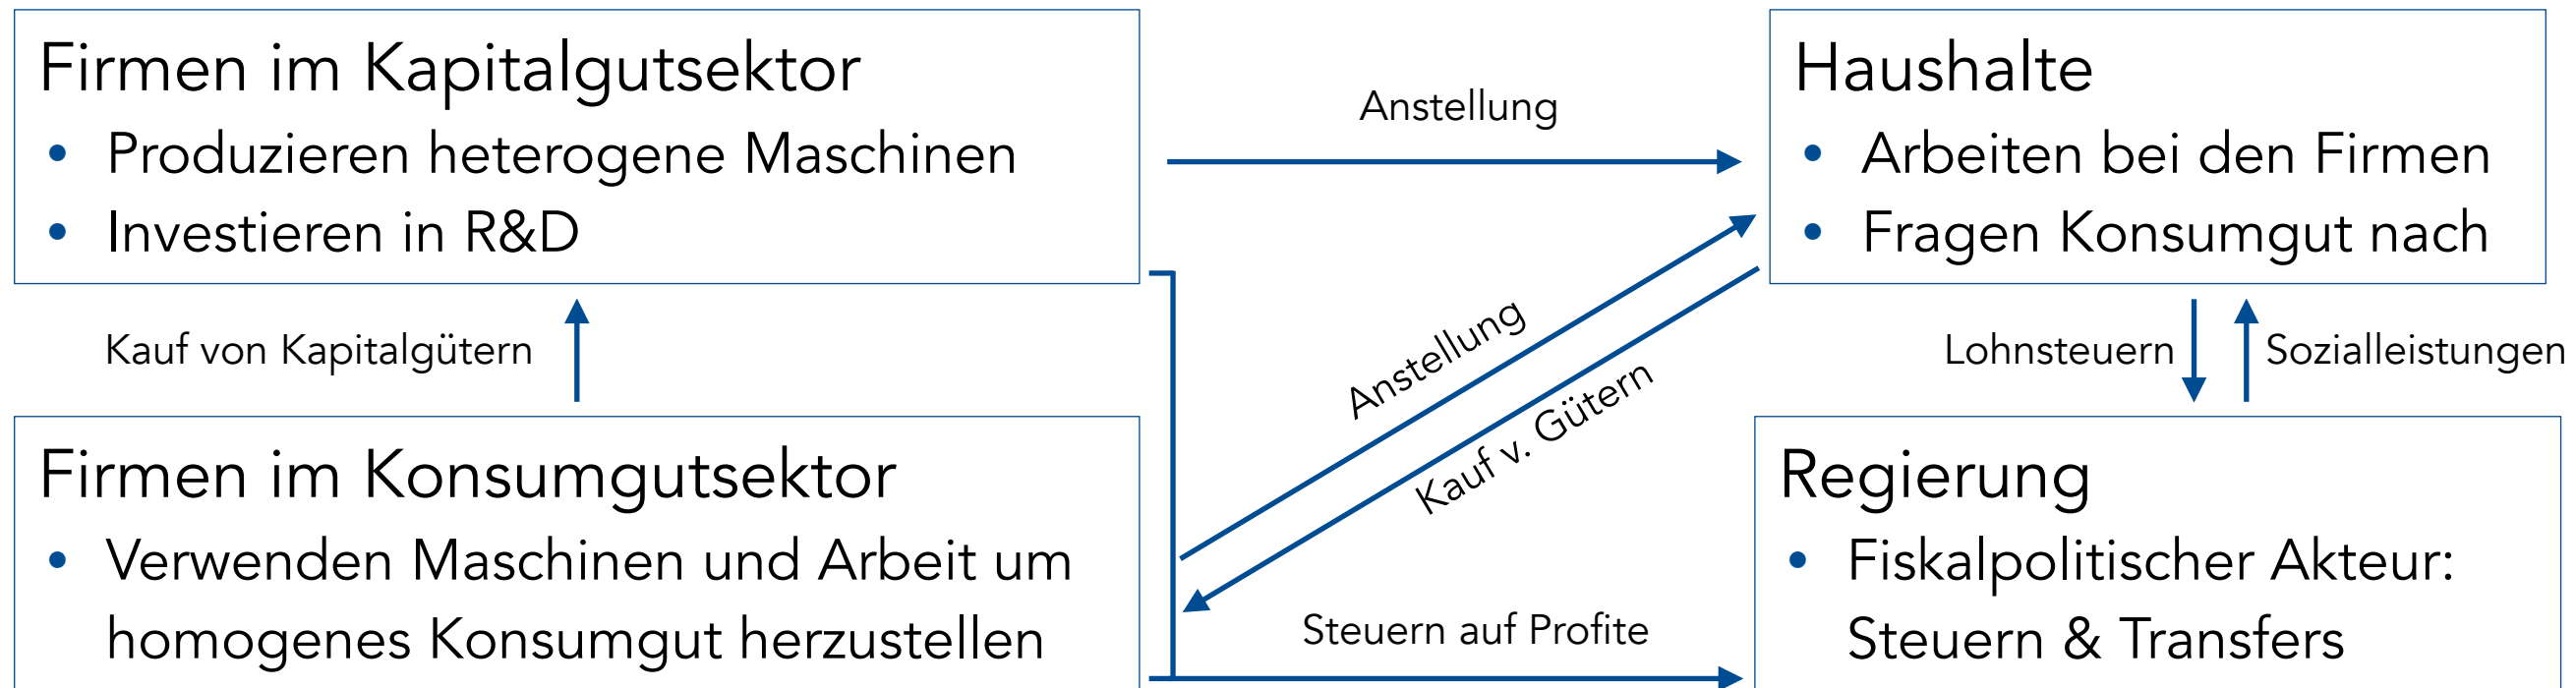 Firmen im Kapitalgutsektor
• Produzieren heterogene Maschinen
• Investieren in R&D
Anstellung
Haushalte
• Arbeiten bei den Firmen
• Fragen Konsumgut nach
Kauf von Kapitalgütern
Anstellung
Kauf v. Gütern
Lohnsteuern
Sozialleistungen
Firmen im Konsumgutsektor
• Verwenden Maschinen und Arbeit um
homogenes Konsumgut herzustellen
Steuern auf Profite
Regierung
• Fiskalpolitischer Akteur:
Steuern & Transfers